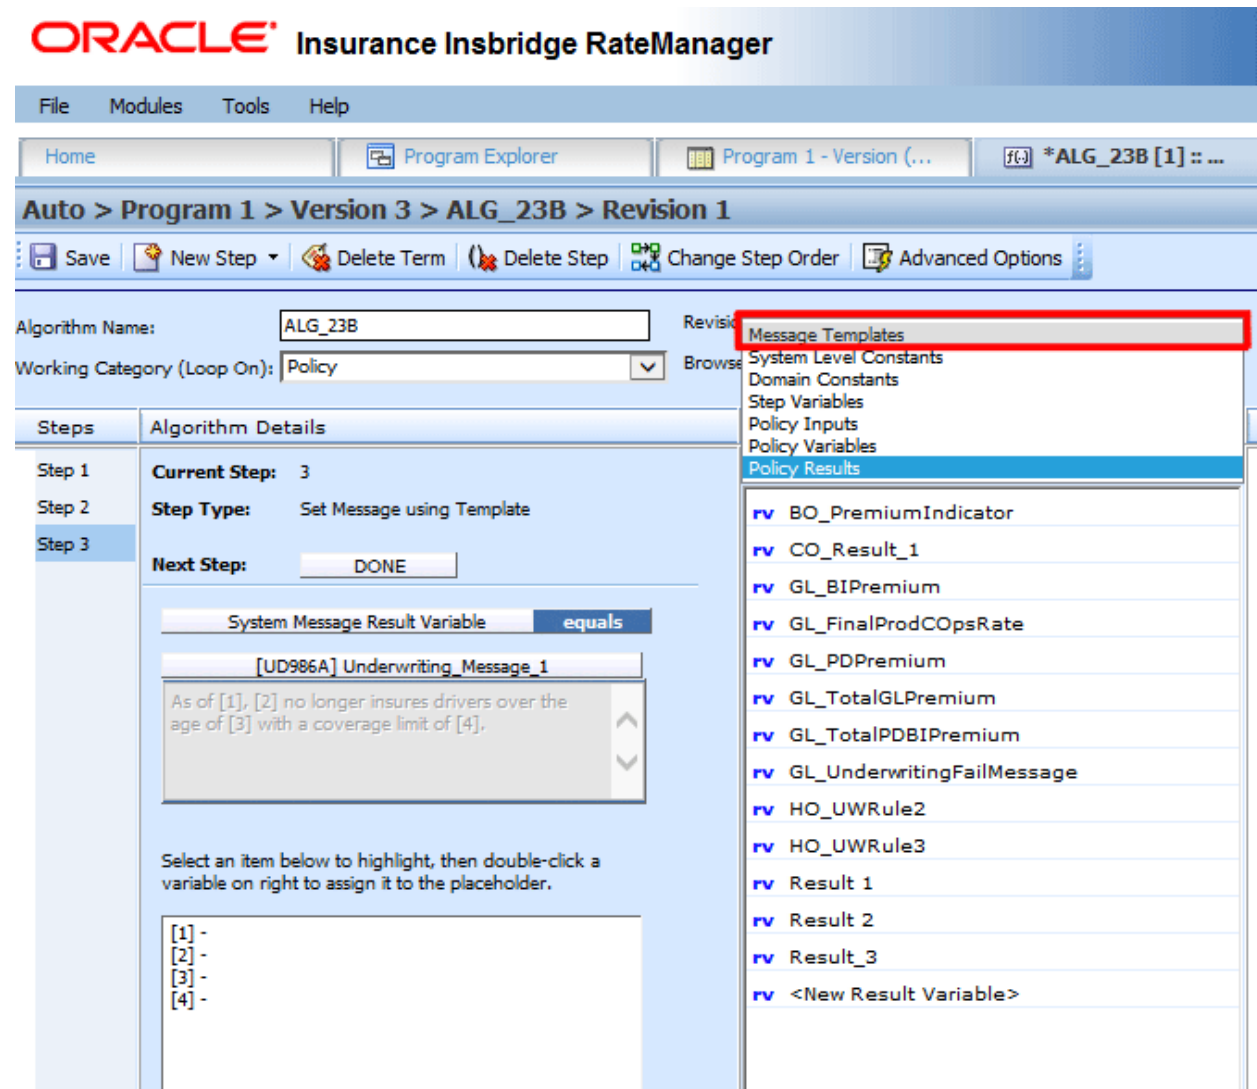 ORACLE Insurance Insbridge RateManager
File Modules Tools Help
Home Program Explorer Program 1 - Version (... f(.) *ALG_23B [1] :: ...
Auto > Program 1 > Version 3 > ALG_23B > Revision 1
Save New Step Delete Term Delete Step Change Step Order Advanced Options
Algorithm Name: ALG_23B
Working Category (Loop On): Policy
Message Templates
System Level Constants
Domain Constants
Step Variables
Policy Inputs
Policy Variables
Policy Results
Steps
Step 1
Step 2
Step 3
Algorithm Details
Current Step: 3
Step Type: Set Message using Template
Next Step: DONE
System Message Result Variable equals
[UD986A] Underwriting_Message_1
As of [1], [2] no longer insures drivers over the
age of [3] with a coverage limit of [4].
Select an item below to highlight, then double-click a
variable on right to assign it to the placeholder.
[1] -
[2] -
[3] -
[4] -
rv BO_PremiumIndicator
rv CO_Result_1
rv GL_BIPremium
rv GL_FinalProdCOpsRate
rv GL_PDPremium
rv GL_TotalGLPremium
rv GL_TotalPDBIPremium
rv GL_UnderwritingFailMessage
rv HO_UWRule2
rv HO_UWRule3
rv Result 1
rv Result 2
rv Result_3
rv <New Result Variable>